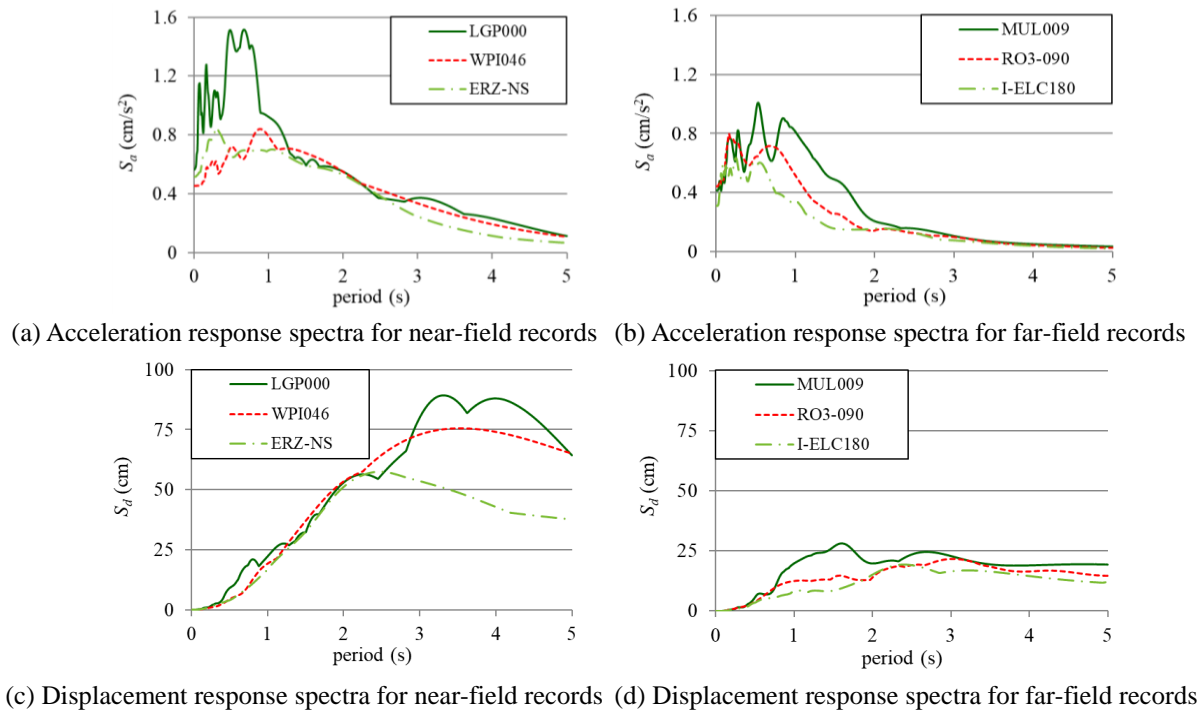 1.6
1.2
0.8
0.4
0
Sa (cm/s²)
LGP000
WPI046
ERZ-NS
0 1 2 3 4 5
period (s)
1.6
1.2
0.8
0.4
0
Sa (cm/s²)
MUL009
RO3-090
I-ELC180
0 1 2 3 4 5
period (s)
(a) Acceleration response spectra for near-field records
(b) Acceleration response spectra for far-field records
100
75
50
25
0
Sd (cm)
LGP000
WPI046
ERZ-NS
0 1 2 3 4 5
period (s)
100
75
50
25
0
Sd (cm)
MUL009
RO3-090
I-ELC180
0 1 2 3 4 5
period (s)
(c) Displacement response spectra for near-field records
(d) Displacement response spectra for far-field records